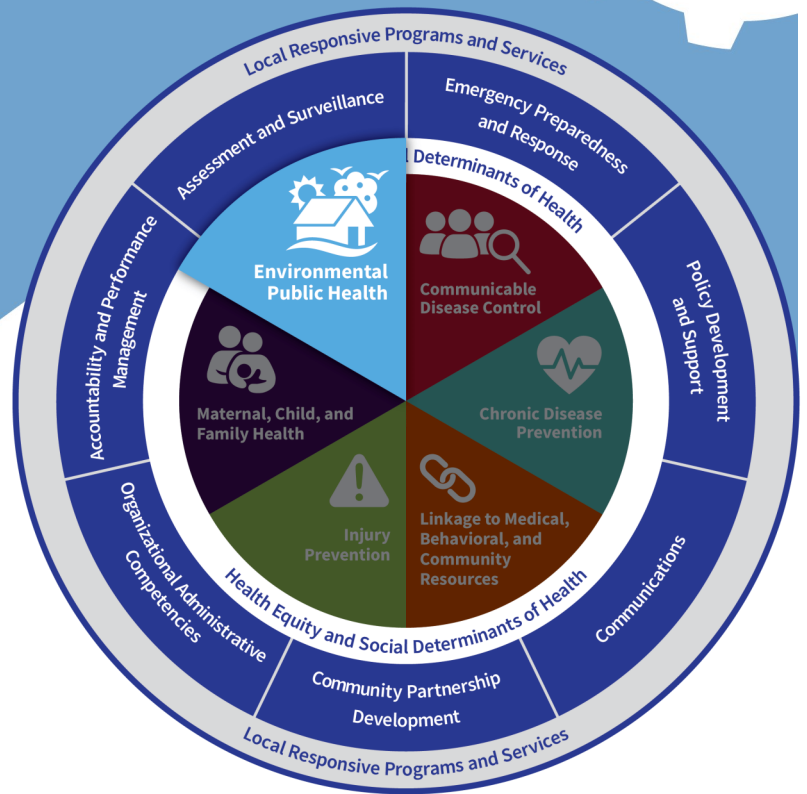 Local Responsive Programs and Services
Assessment and Surveillance
Emergency Preparedness
and Response
Determinants of Health
Environmental
Public Health
Communicable
Disease Control
Accountability and Performance
Management
Policy Development
and Support
Maternal, Child, and
Family Health
Chronic Disease
Prevention
Injury
Prevention
Linkage to Medical,
Behavioral, and
Community
Resources
Organizational Administrative
Competencies
Communications
Health Equity and Social Determinants of Health
Community Partnership
Development
Local Responsive Programs and Services